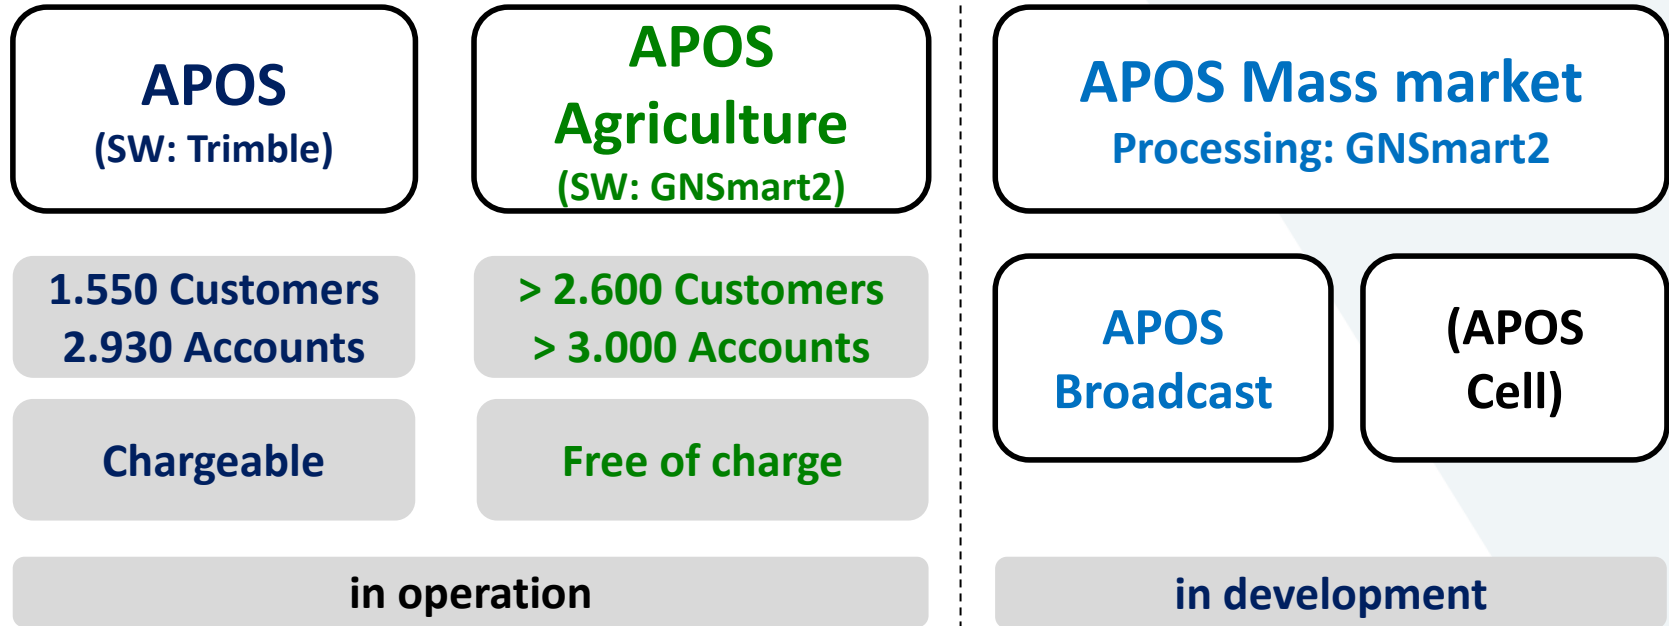 APOS
(SW: Trimble)
1.550 Customers
2.930 Accounts
Chargeable
APOS
Agriculture
(SW: GNSmart2)
> 2.600 Customers
> 3.000 Accounts
Free of charge
in operation
APOS Mass market
Processing: GNSmart2
APOS
Broadcast
(APOS
Cell)
in development